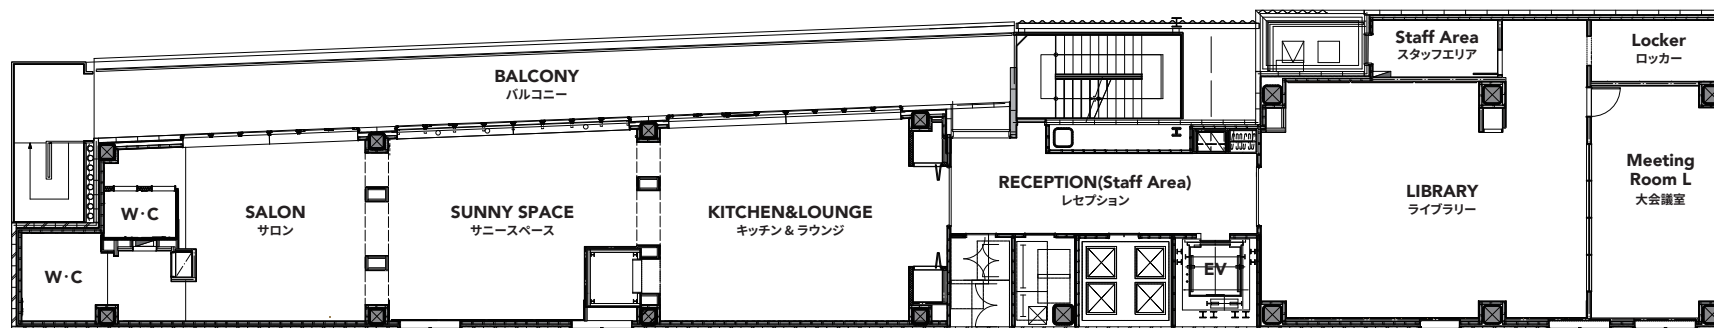 BALCONY
バルコニー
Staff Area
スタッフエリア
Locker
ロッカー
W·C
SALON
サロン
SUNNY SPACE
サニースペース
KITCHEN&LOUNGE
キッチン & ラウンジ
RECEPTION(Staff Area)
レセプション
LIBRARY
ライブラリー
Meeting
Room L
大会議室
W·C
EV